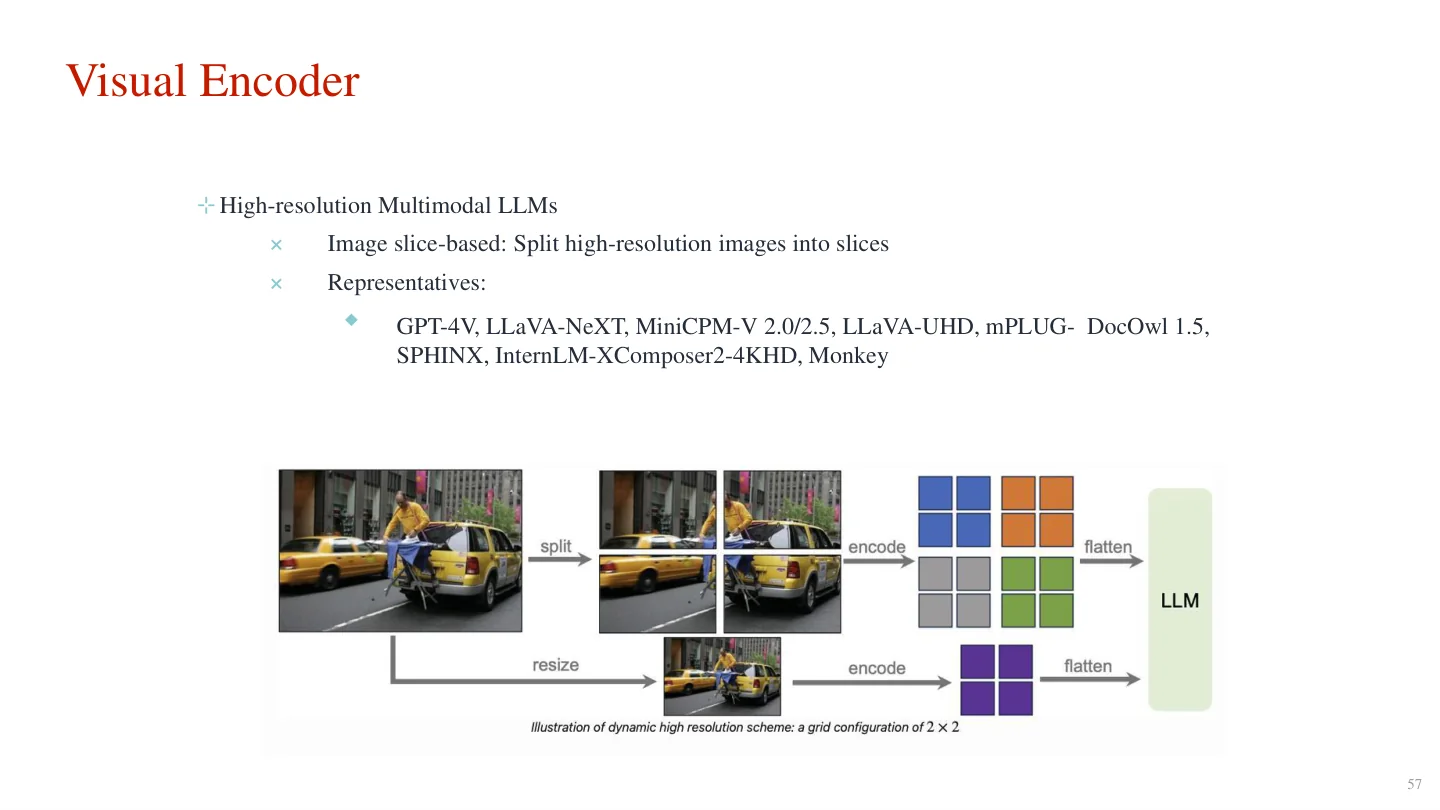 Visual Encoder
High-resolution Multimodal LLMs
Image slice-based: Split high-resolution images into slices
Representatives:
GPT-4V, LLaVA-NeXT, MiniCPM-V 2.0/2.5, LLaVA-UHD, mPLUG- DocOwl 1.5,
SPHINX, InternLM-XComposer2-4KHD, Monkey
split
encode
flatten
LLM
resize
encode
flatten
Illustration of dynamic high resolution scheme: a grid configuration of 2 × 2
57